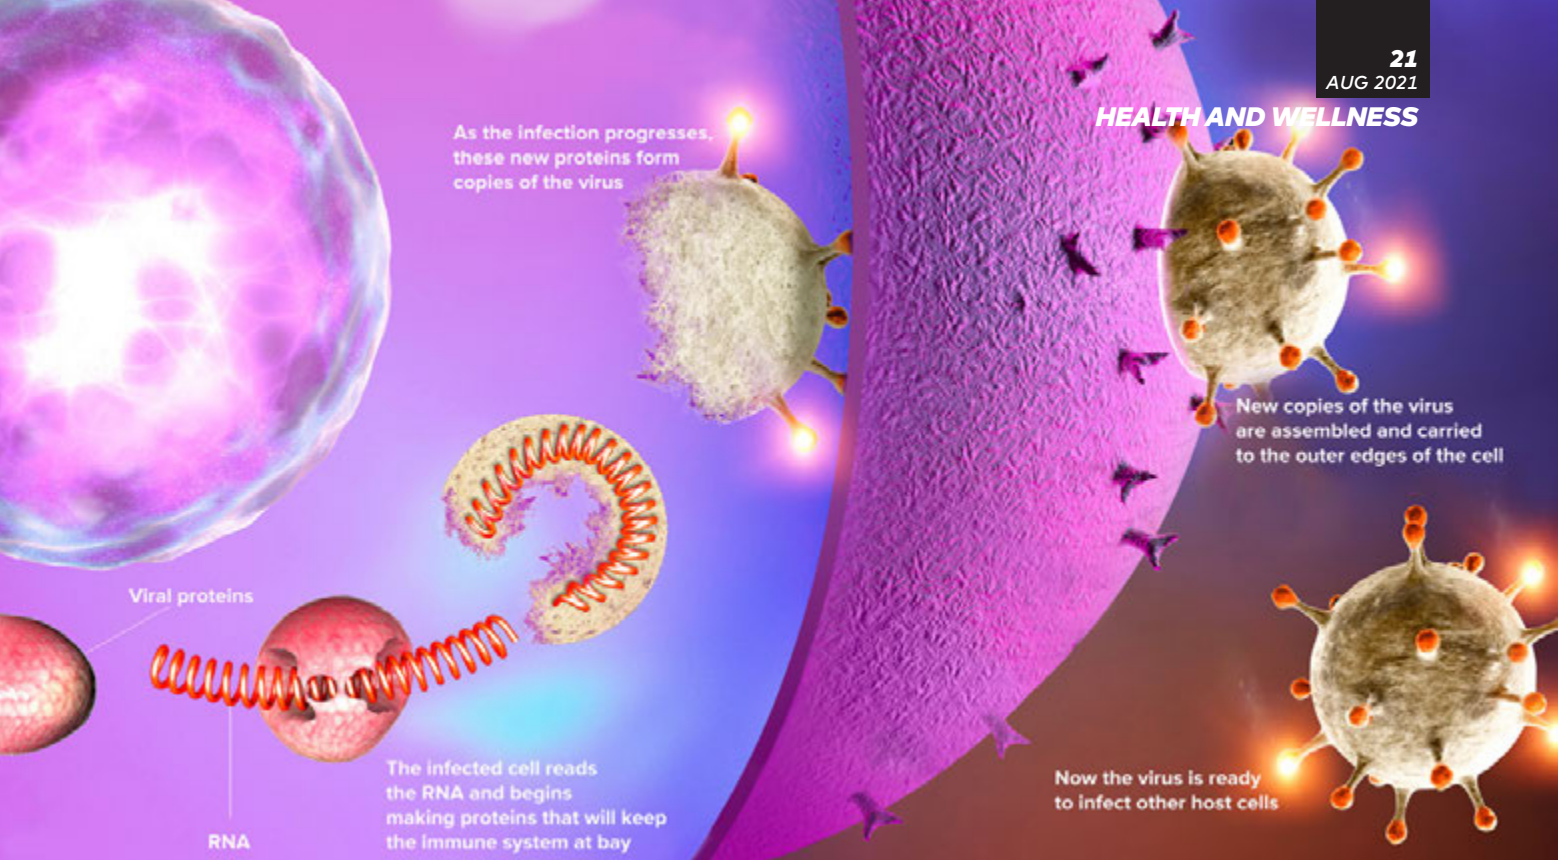 21
AUG 2021
HEALTH AND WELLNESS
As the infection progresses,
these new proteins form
copies of the virus
New copies of the virus
are assembled and carried
to the outer edges of the cell
Viral proteins
RNA
The infected cell reads
the RNA and begins
making proteins that will keep
the immune system at bay
Now the virus is ready
to infect other host cells